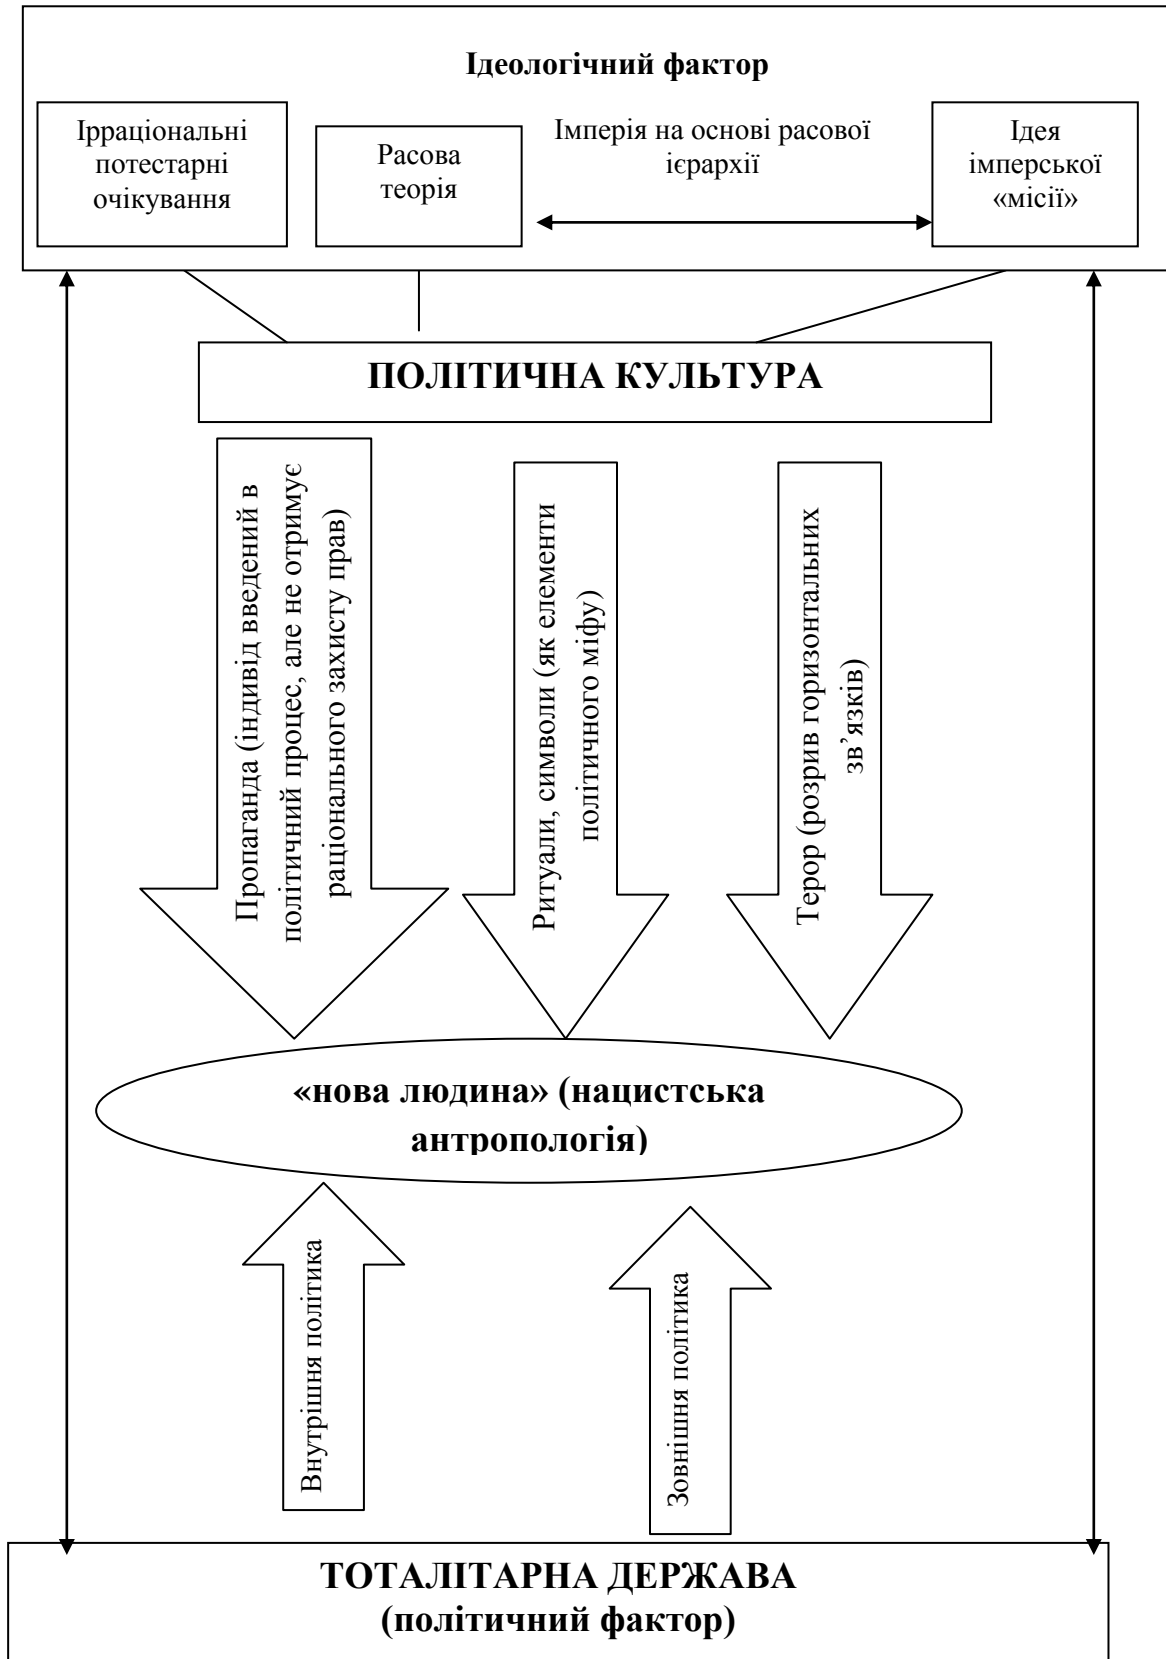 Ідеологічний фактор
Ірраціональні
потестарні
очікування
Расова
теорія
Імперія на основі расової
ієрархії
Ідея
імперської
«місії»
ПОЛІТИЧНА КУЛЬТУРА
Пропаганда (індивід введений в
політичний процес, але не отримує
раціонального захисту прав)
Ритуали, символи (як елементи
політичного міфу)
Терор (розрив горизонтальних
зв’язків)
«нова людина» (нацистська
антропологія)
Внутрішня політика
Зовнішня політика
ТОТАЛІТАРНА ДЕРЖАВА
(політичний фактор)